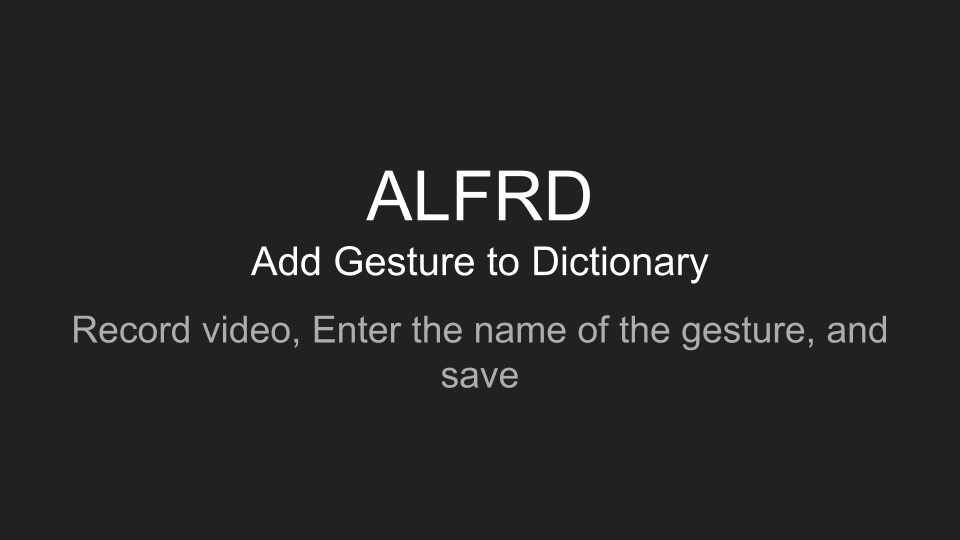 ALFRD
Add Gesture to Dictionary
Record video, Enter the name of the gesture, and
save